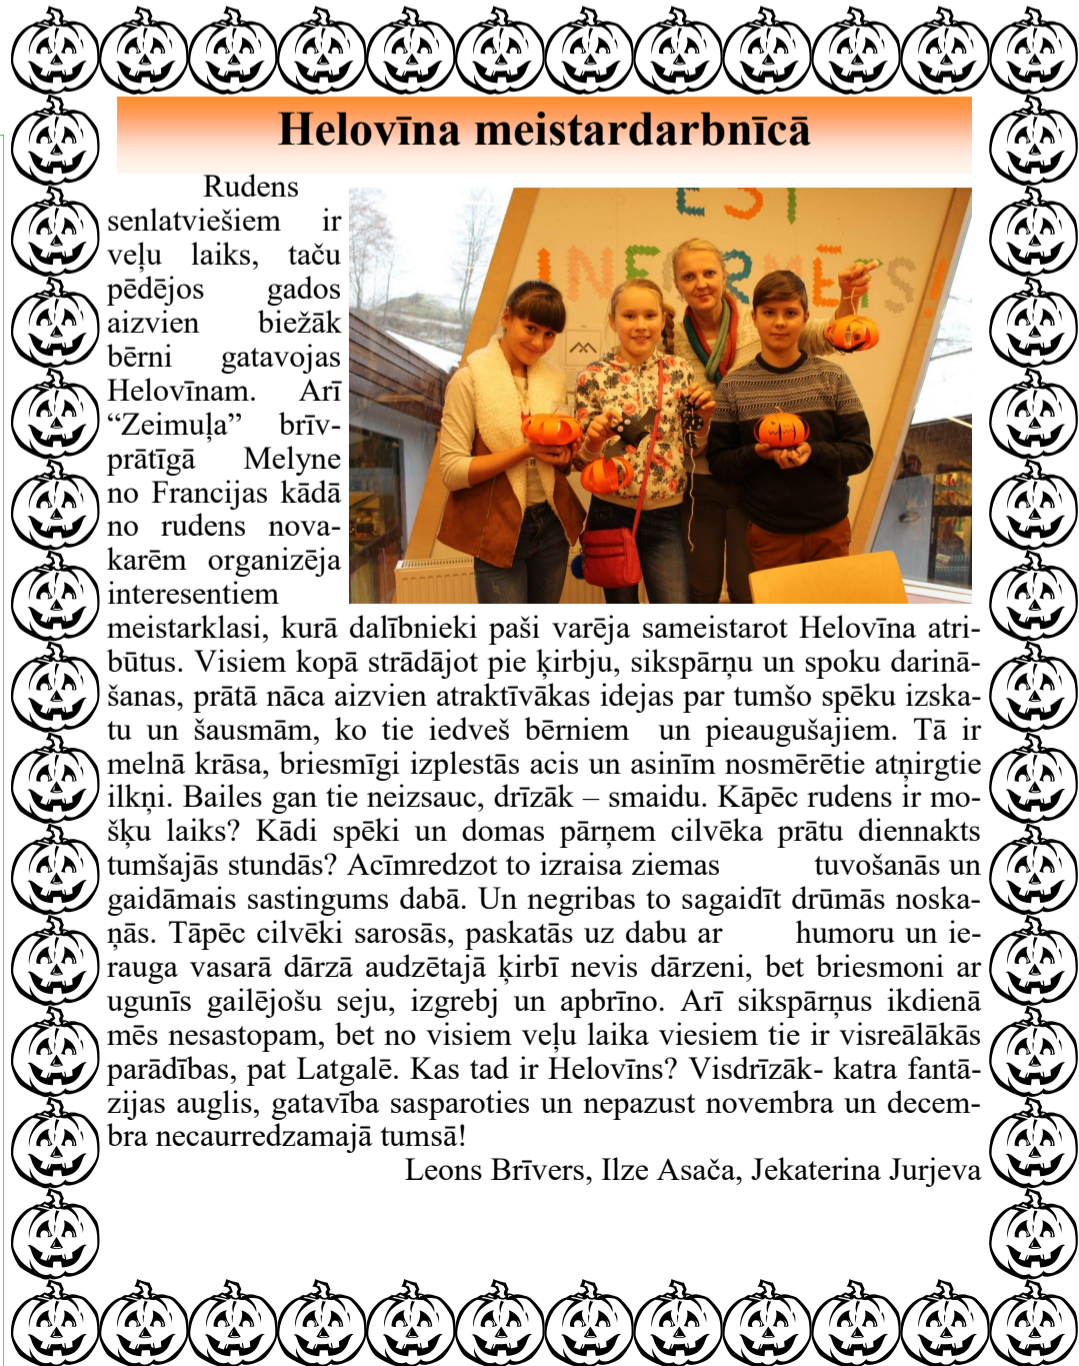 Helovīna meistardarbnīcā
Rudens
senlatviešiem ir
veļu laiks, taču
pēdējos gados
aizvien biežāk
bērni gatavojas
Helovīnam. Arī
“Zeimuļa” brīv-
prātīgā Melyne
no Francijas kādā
no rudens nova-
karēm organizēja
interesentiem
EST
INFORMĒTS!
meistarklasi, kurā dalībnieki paši varēja sameistarot Helovīna atri-
būtus. Visiem kopā strādājot pie ķirbju, sikspārņu un spoku darinā-
šanas, prātā nāca aizvien atraktīvākas idejas par tumšo spēku izska-
tu un šausmām, ko tie iedveš bērniem un pieaugušajiem. Tā ir
melnā krāsa, briesmīgi izplestās acis un asinīm nosmērētie atņirgtie
ilkņi. Bailes gan tie neizsauc, drīzāk – smaidu. Kāpēc rudens ir mo-
šķu laiks? Kādi spēki un domas pārņem cilvēka prātu diennakts
tumšajās stundās? Acīmredzot to izraisa ziemas tuvošanās un
gaidāmais sastingums dabā. Un negribas to sagaidīt drūmās noska-
ņās. Tāpēc cilvēki sarosās, paskatās uz dabu ar humoru un ie-
rauga vasarā dārzā audzētajā ķirbī nevis dārzeni, bet briesmoni ar
ugunīs gailējošu seju, izgrebj un apbrīno. Arī sikspārņus ikdienā
mēs nesastopam, bet no visiem veļu laika viesiem tie ir visreālākās
parādības, pat Latgalē. Kas tad ir Helovīns? Visdrīzāk- katra fantā-
zijas auglis, gatavība sasparoties un nepazust novembra un decem-
bra necaurredzamajā tumsā!
Leons Brīvers, Ilze Asača, Jekaterina Jurjeva